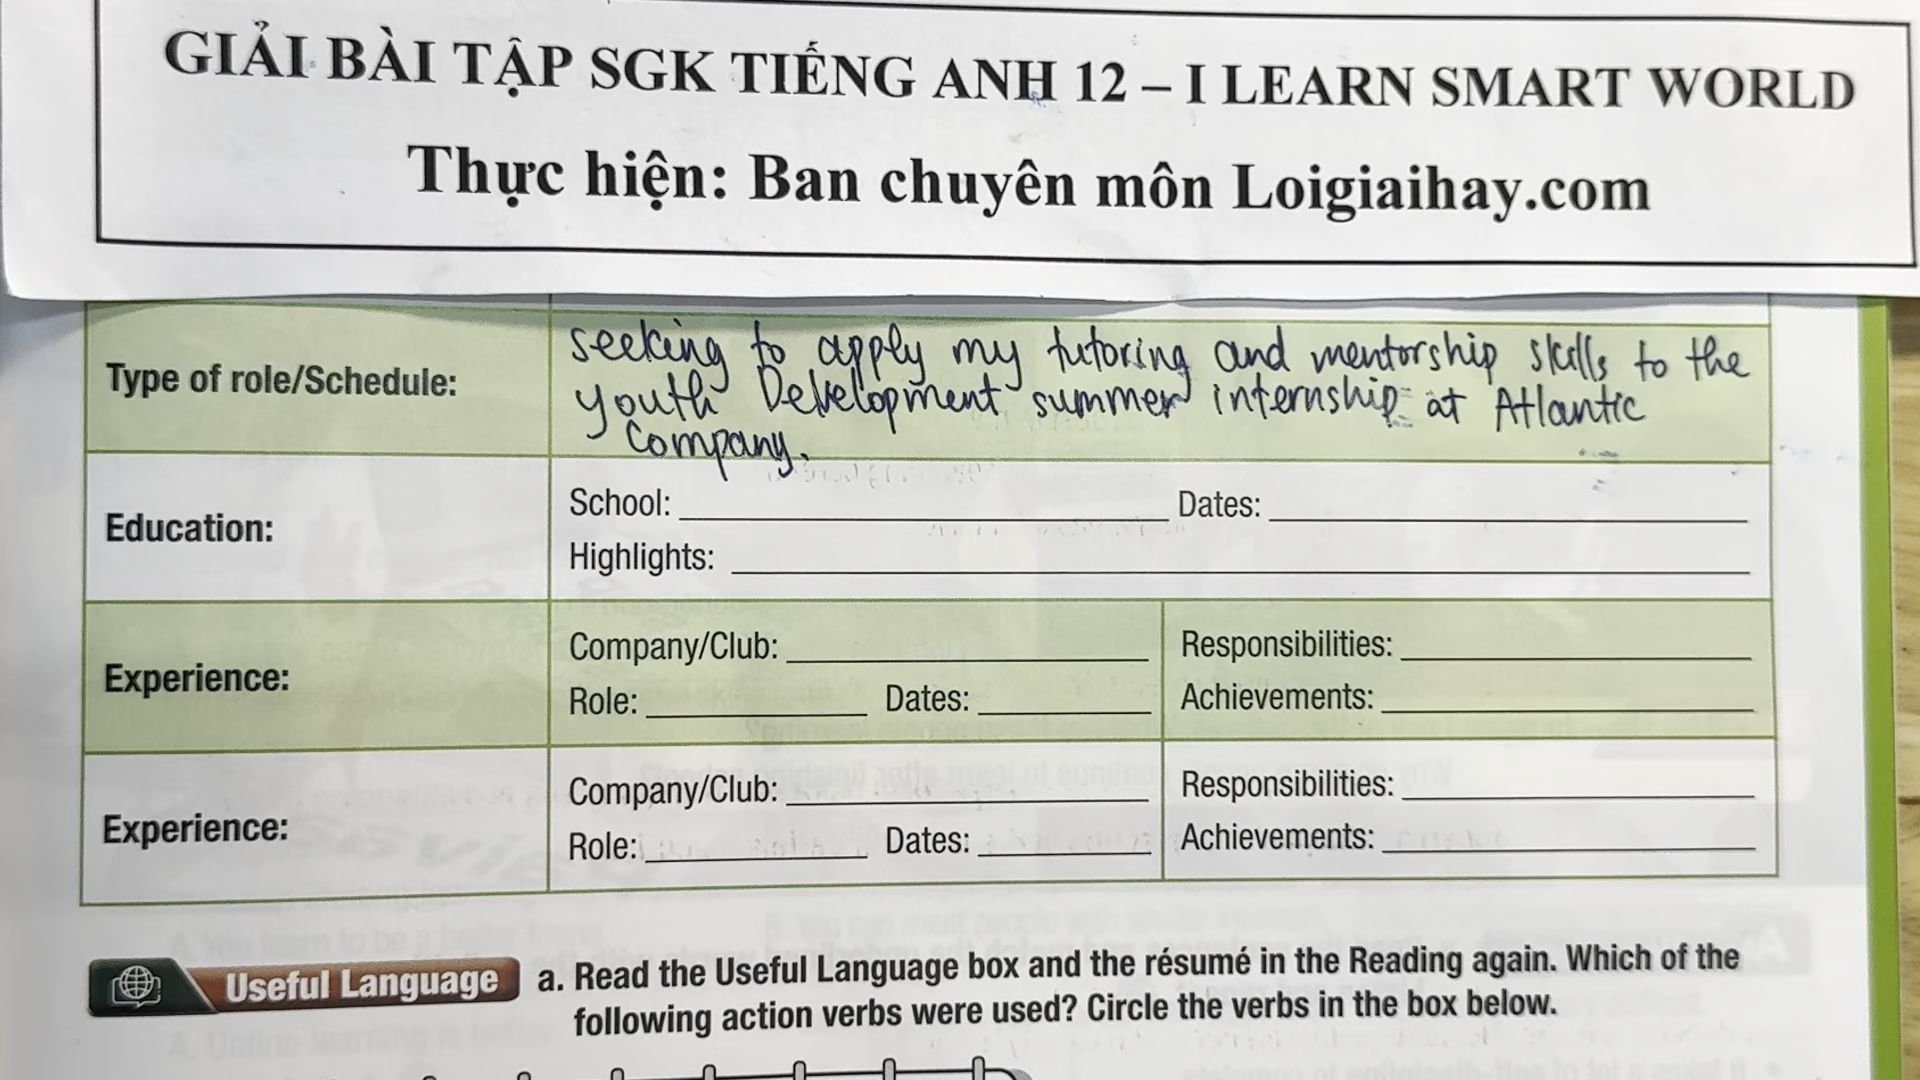 GIẢI BÀI TẬP SGK TIẾNG ANH 12 – I LEARN SMART WORLD
Thực hiện: Ban chuyên môn Loigiaihay.com
Type of role/Schedule:
seeking to apply my tutoring and mentorship skills to the
youth Development summer internship at Atlantic
Company.
Education:
School: Dates:
Highlights:
Experience:
Company/Club: Responsibilities:
Role: Dates: Achievements:
Experience:
Company/Club: Responsibilities:
Role: Dates: Achievements:
Useful Language
a. Read the Useful Language box and the résumé in the Reading again. Which of the
following action verbs were used? Circle the verbs in the box below.